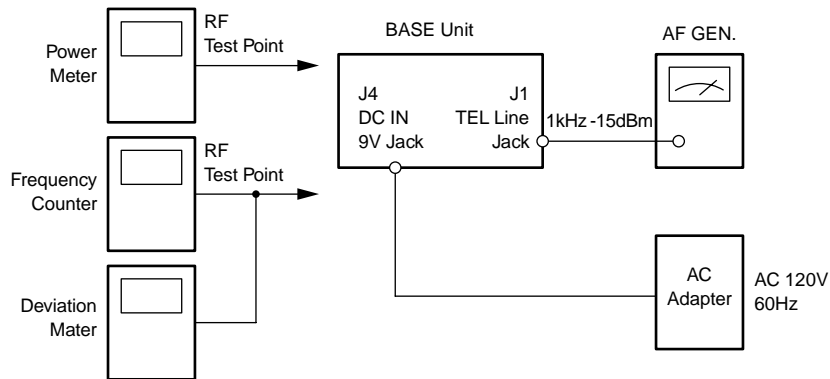 Power
Meter
RF
Test Point
Frequency
Counter
RF
Test Point
Deviation
Mater
BASE Unit
J4
DC IN
9V Jack
J1
TEL Line
Jack
1kHz -15dBm
AF GEN.
AC
Adapter
AC 120V
60Hz